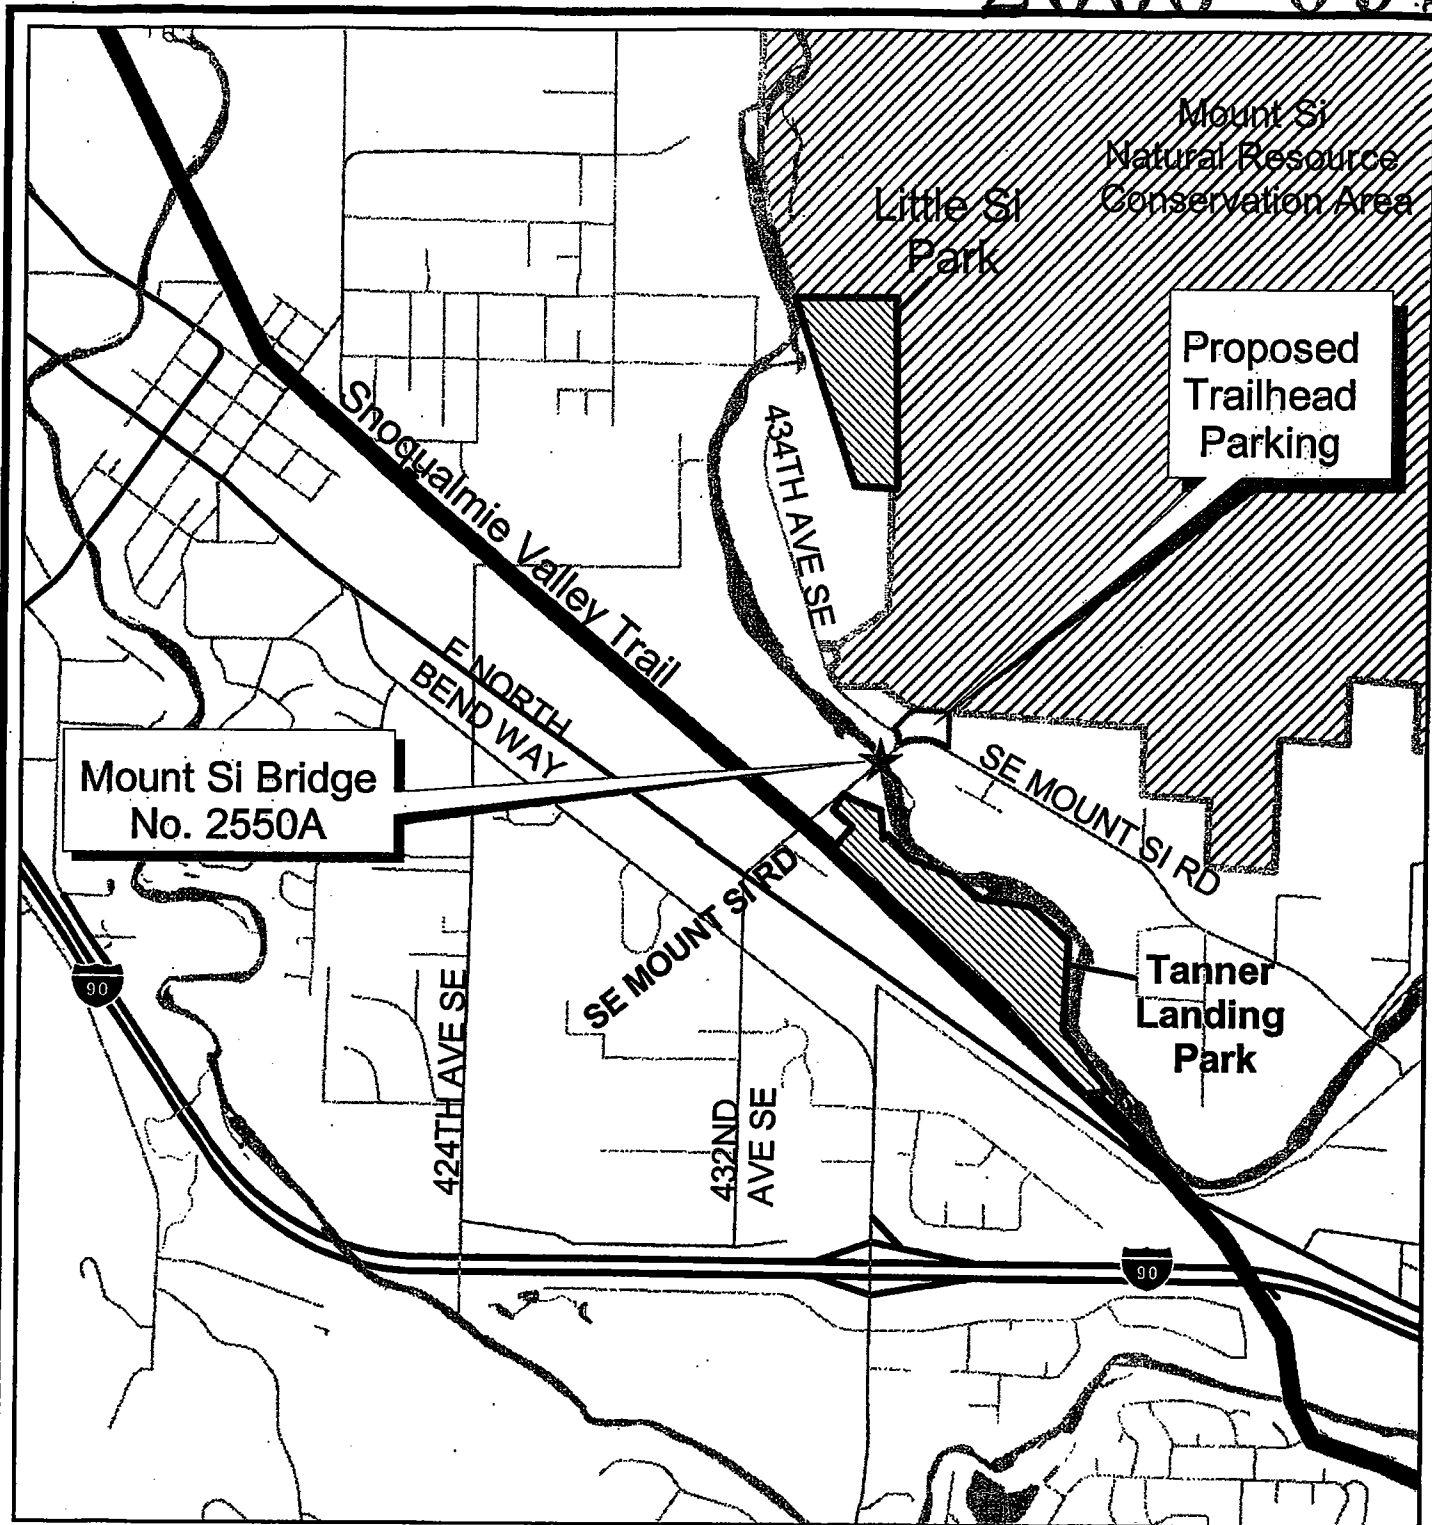 Mount Si
Natural Resource
Conservation Area
Little Si
Park
Proposed
Trailhead
Parking
434TH AVE SE
Snoqualmie Valley Trail
E NORTH
BEND WAY
Mount Si Bridge
No. 2550A
SE MOUNT SI RD
SE MOUNT SI RD
Tanner
Landing
Park
90
424TH AVE SE
432ND
AVE SE
90